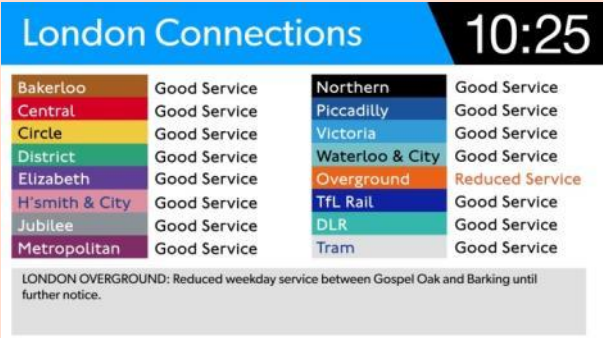 London Connections 10:25
Bakerloo Good Service
Central Good Service
Circle Good Service
District Good Service
Elizabeth Good Service
H'smith & City Good Service
Jubilee Good Service
Metropolitan Good Service
Northern Good Service
Piccadilly Good Service
Victoria Good Service
Waterloo & City Good Service
Overground Reduced Service
TfL Rail Good Service
DLR Good Service
Tram Good Service
LONDON OVERGROUND: Reduced weekday service between Gospel Oak and Barking until
further notice.